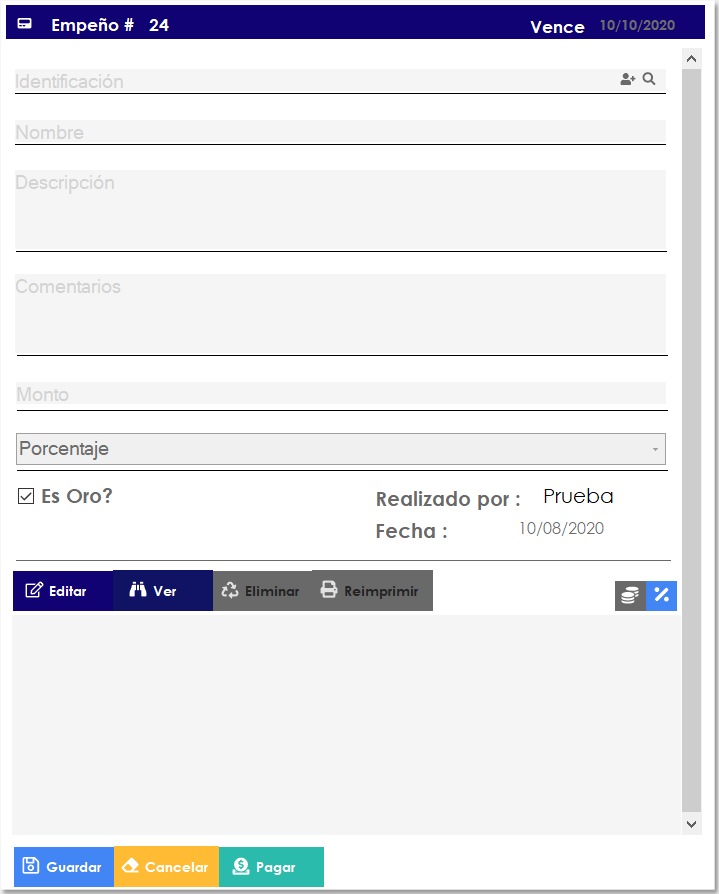 Empeño # 24 Vence 10/10/2020
Identificación
Nombre
Descripción
Comentarios
Monto
Porcentaje
Es Oro?
Realizado por : Prueba
Fecha : 10/08/2020
Editar Ver Eliminar Reimprimir
Guardar Cancelar Pagar